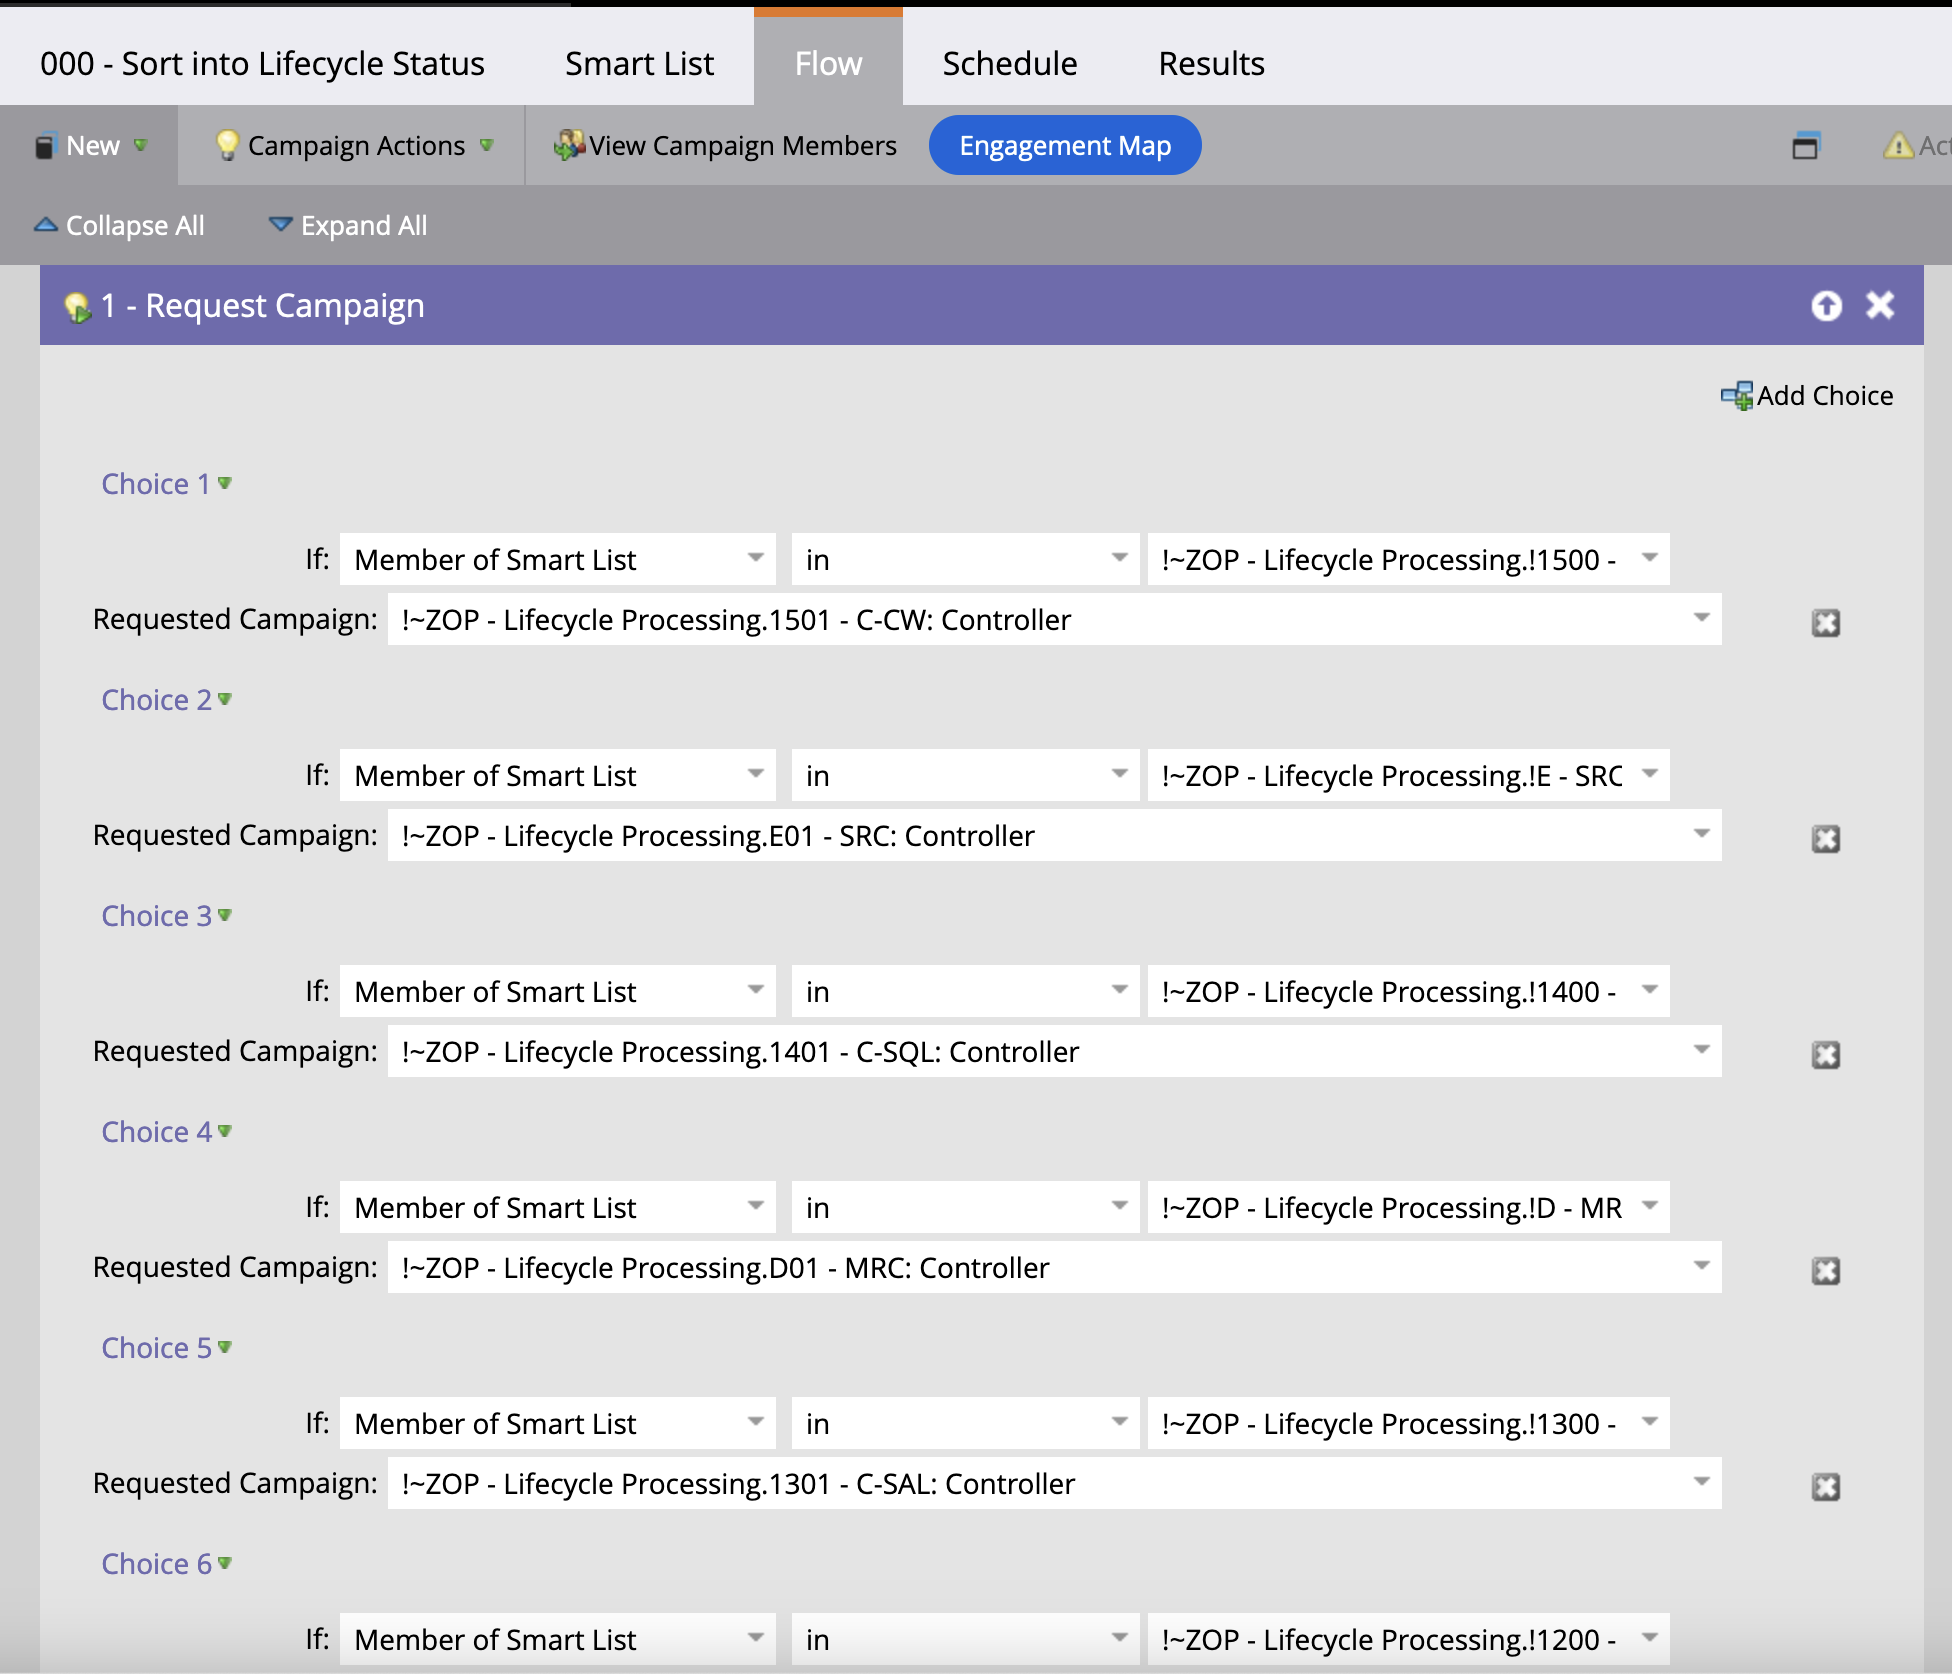 000 - Sort into Lifecycle Status Smart List Flow Schedule Results
New Campaign Actions View Campaign Members Engagement Map
Collapse All Expand All
1 - Request Campaign
Add Choice
Choice 1
If: Member of Smart List in !~ZOP - Lifecycle Processing.!1500 -
Requested Campaign: !~ZOP - Lifecycle Processing.1501 - C-CW: Controller
Choice 2
If: Member of Smart List in !~ZOP - Lifecycle Processing.!E - SRC
Requested Campaign: !~ZOP - Lifecycle Processing.E01 - SRC: Controller
Choice 3
If: Member of Smart List in !~ZOP - Lifecycle Processing.!1400 -
Requested Campaign: !~ZOP - Lifecycle Processing.1401 - C-SQL: Controller
Choice 4
If: Member of Smart List in !~ZOP - Lifecycle Processing.!D - MR
Requested Campaign: !~ZOP - Lifecycle Processing.D01 - MRC: Controller
Choice 5
If: Member of Smart List in !~ZOP - Lifecycle Processing.!1300 -
Requested Campaign: !~ZOP - Lifecycle Processing.1301 - C-SAL: Controller
Choice 6
If: Member of Smart List in !~ZOP - Lifecycle Processing.!1200 -